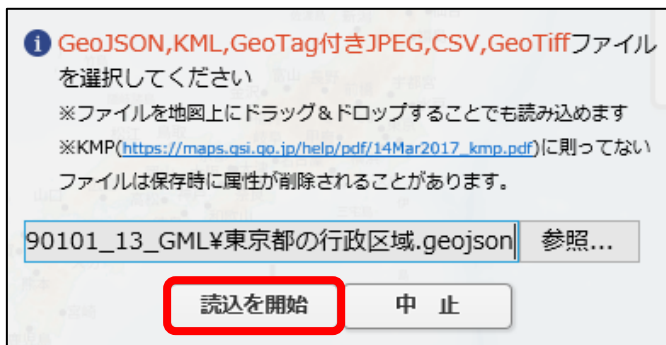 GeoJSON,KML,GeoTag付きJPEG,CSV,GeoTiffファイル
を選択してください
※ファイルを地図上にドラッグ&ドロップすることでも読み込めます
※KMP(https://maps.gsi.go.jp/help/pdf/14Mar2017_kmp.pdf)に則ってない
ファイルは保存時に属性が削除されることがあります。
90101_13_GML¥東京都の行政区域.geojson 参照...
読込を開始 中 止